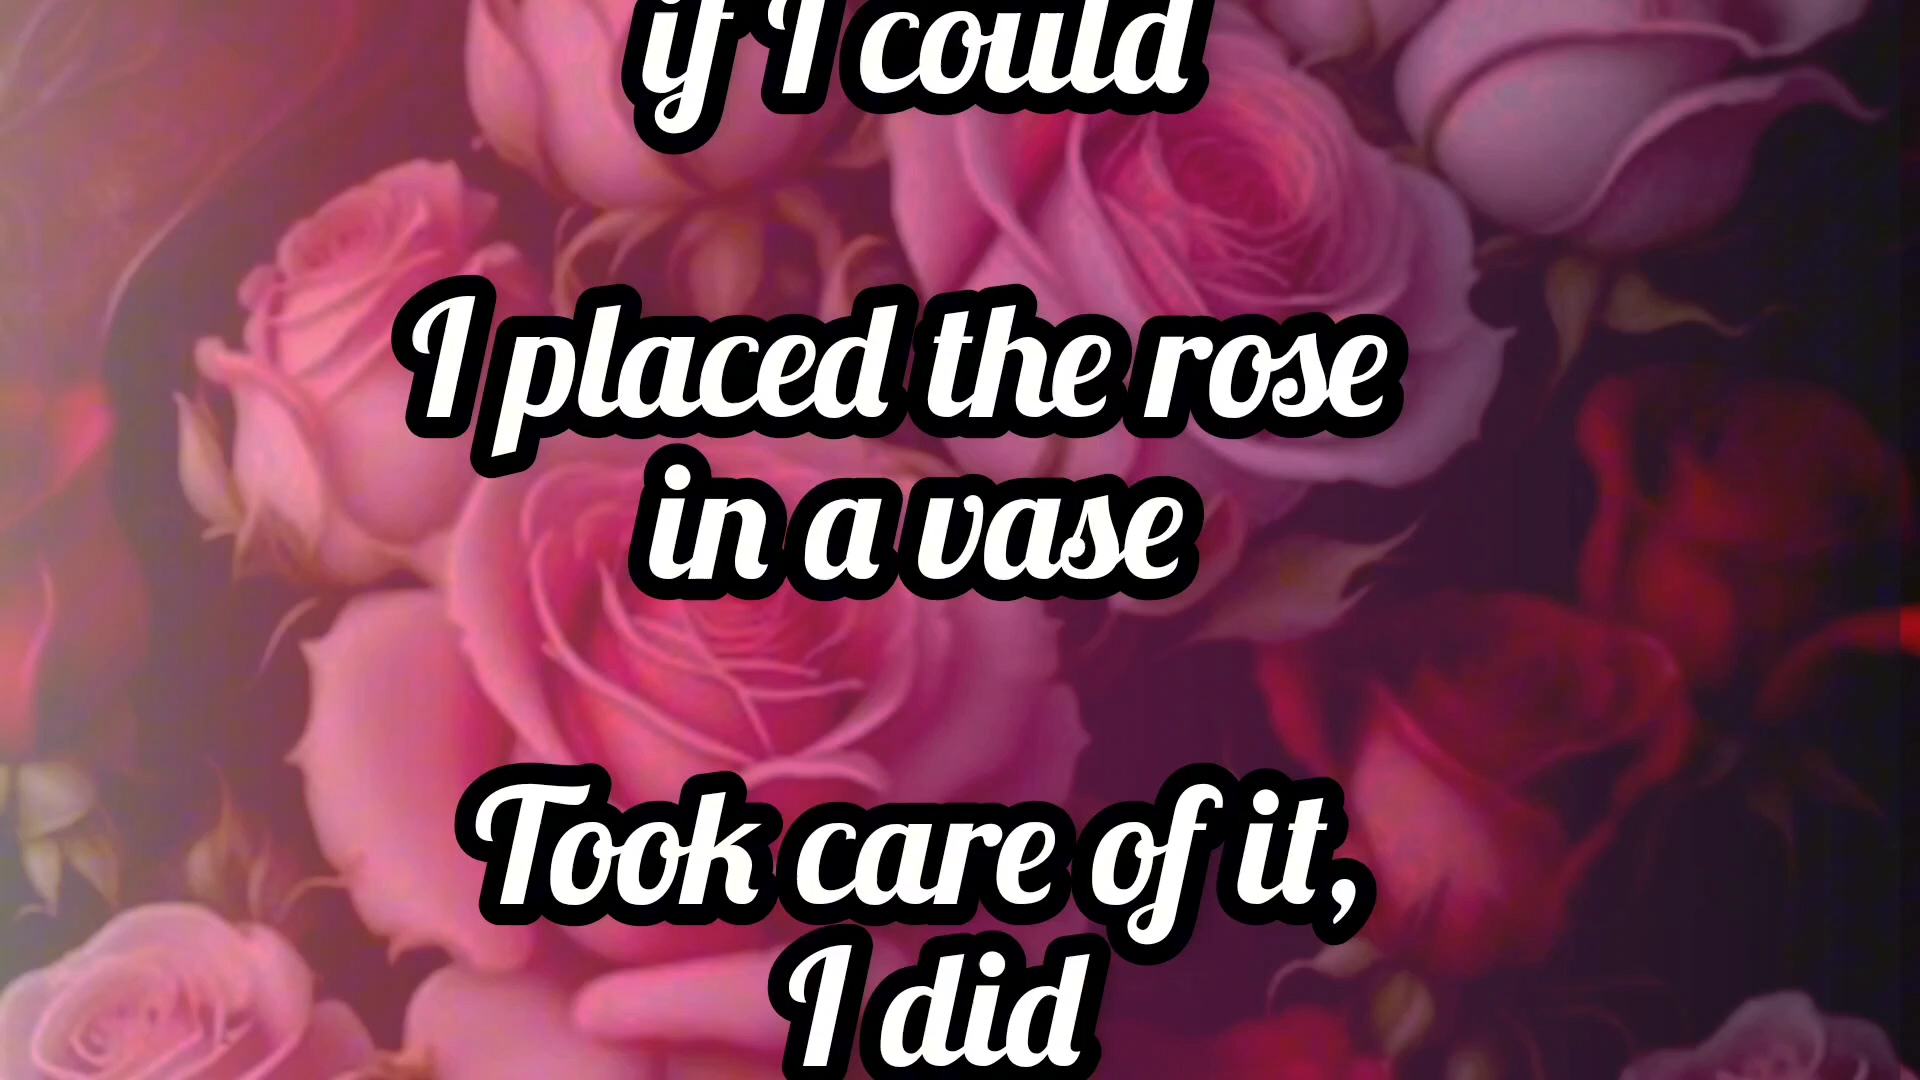 if I could
I placed the rose
in a vase
Took care of it,
I did